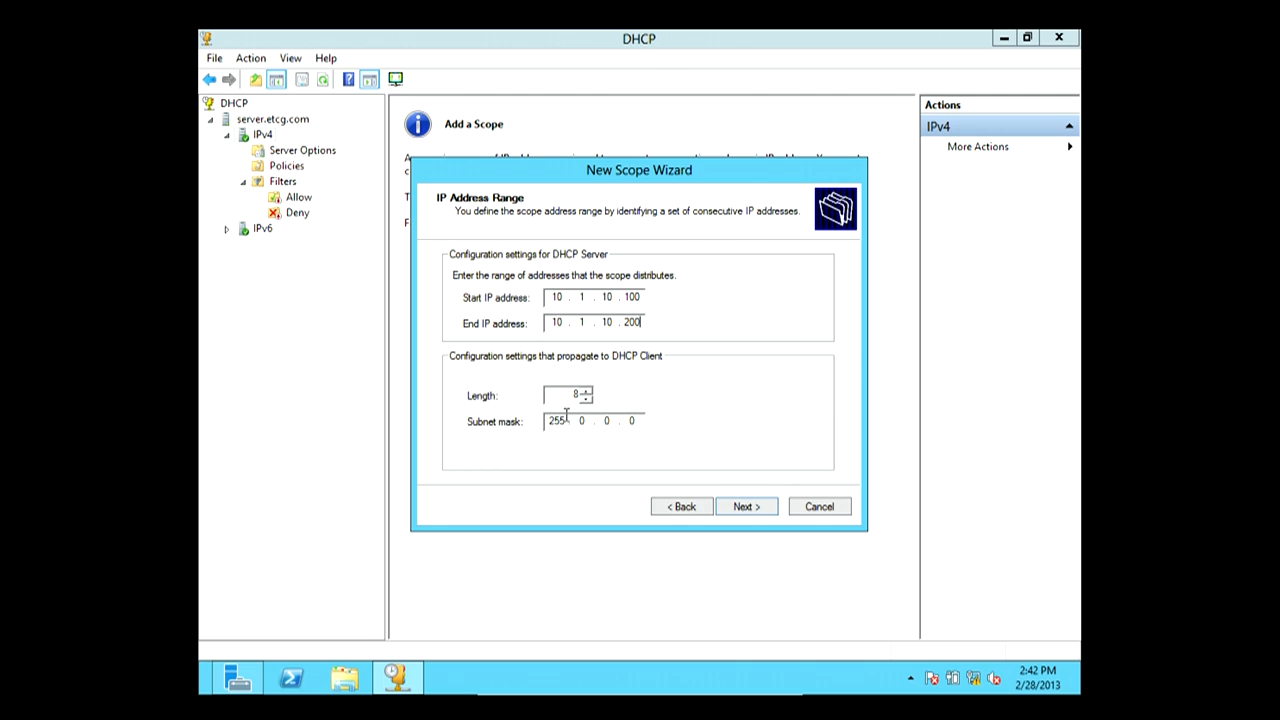 DHCP
File Action View Help
DHCP
server.etcg.com
IPv4
Server Options
Policies
Filters
Allow
Deny
IPv6
Add a Scope
New Scope Wizard
IP Address Range
You define the scope address range by identifying a set of consecutive IP addresses.
Configuration settings for DHCP Server
Enter the range of addresses that the scope distributes.
Start IP address: 10 . 1 . 10 . 100
End IP address: 10 . 1 . 10 . 200
Configuration settings that propagate to DHCP Client
Length: 8
Subnet mask: 255 . 0 . 0 . 0
< Back Next > Cancel
Actions
IPv4
More Actions
2:42 PM
2/28/2013